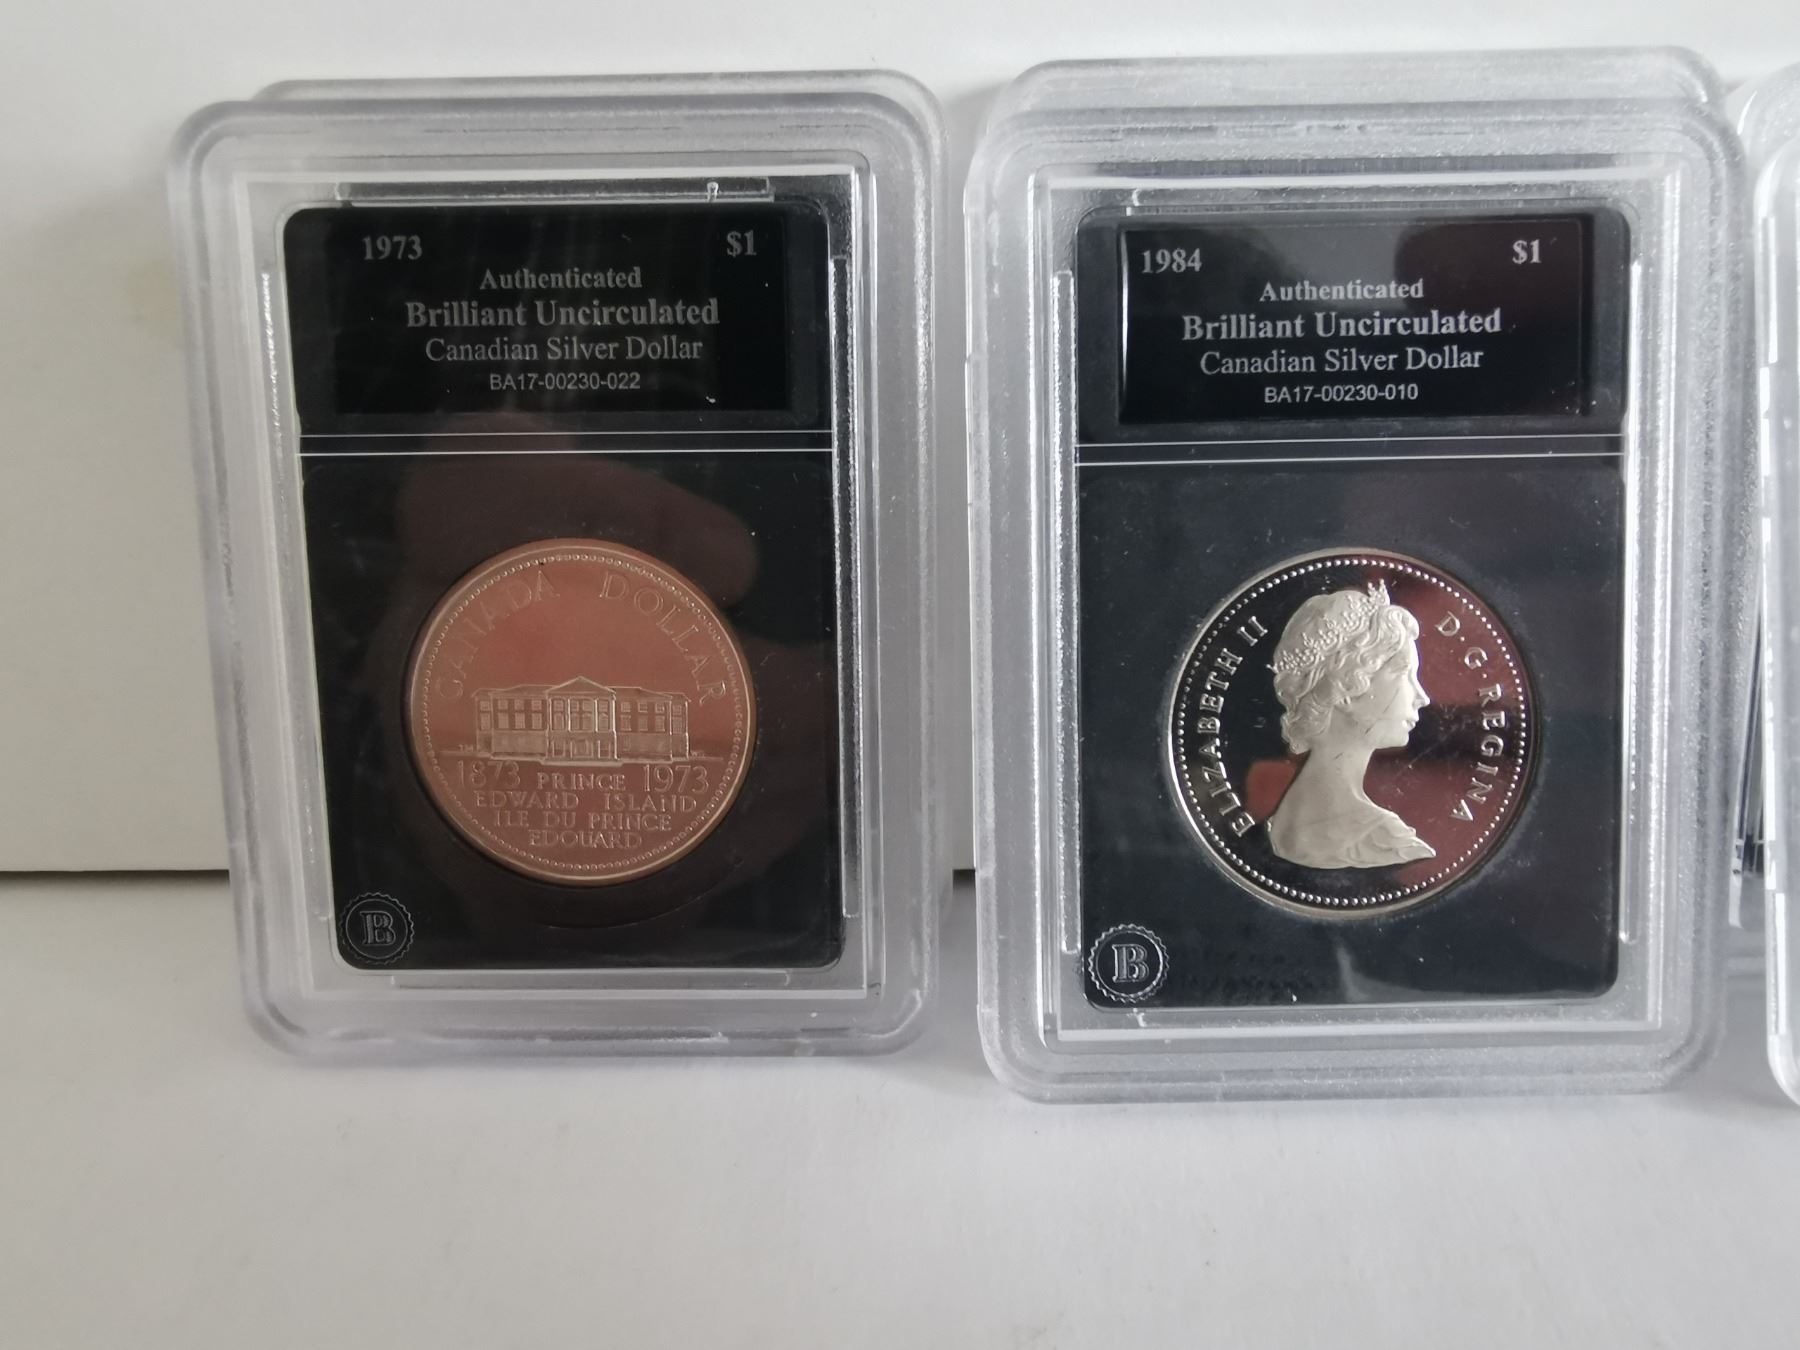 1973 $1
Authenticated
Brilliant Uncirculated
Canadian Silver Dollar
BA17-00230-022
CANADA DOLLAR
1873 PRINCE 1973
EDWARD ISLAND
ILE DU PRINCE
EDOUARD
B
1984 $1
Authenticated
Brilliant Uncirculated
Canadian Silver Dollar
BA17-00230-010
ELIZABETH II D·G·REGINA
B